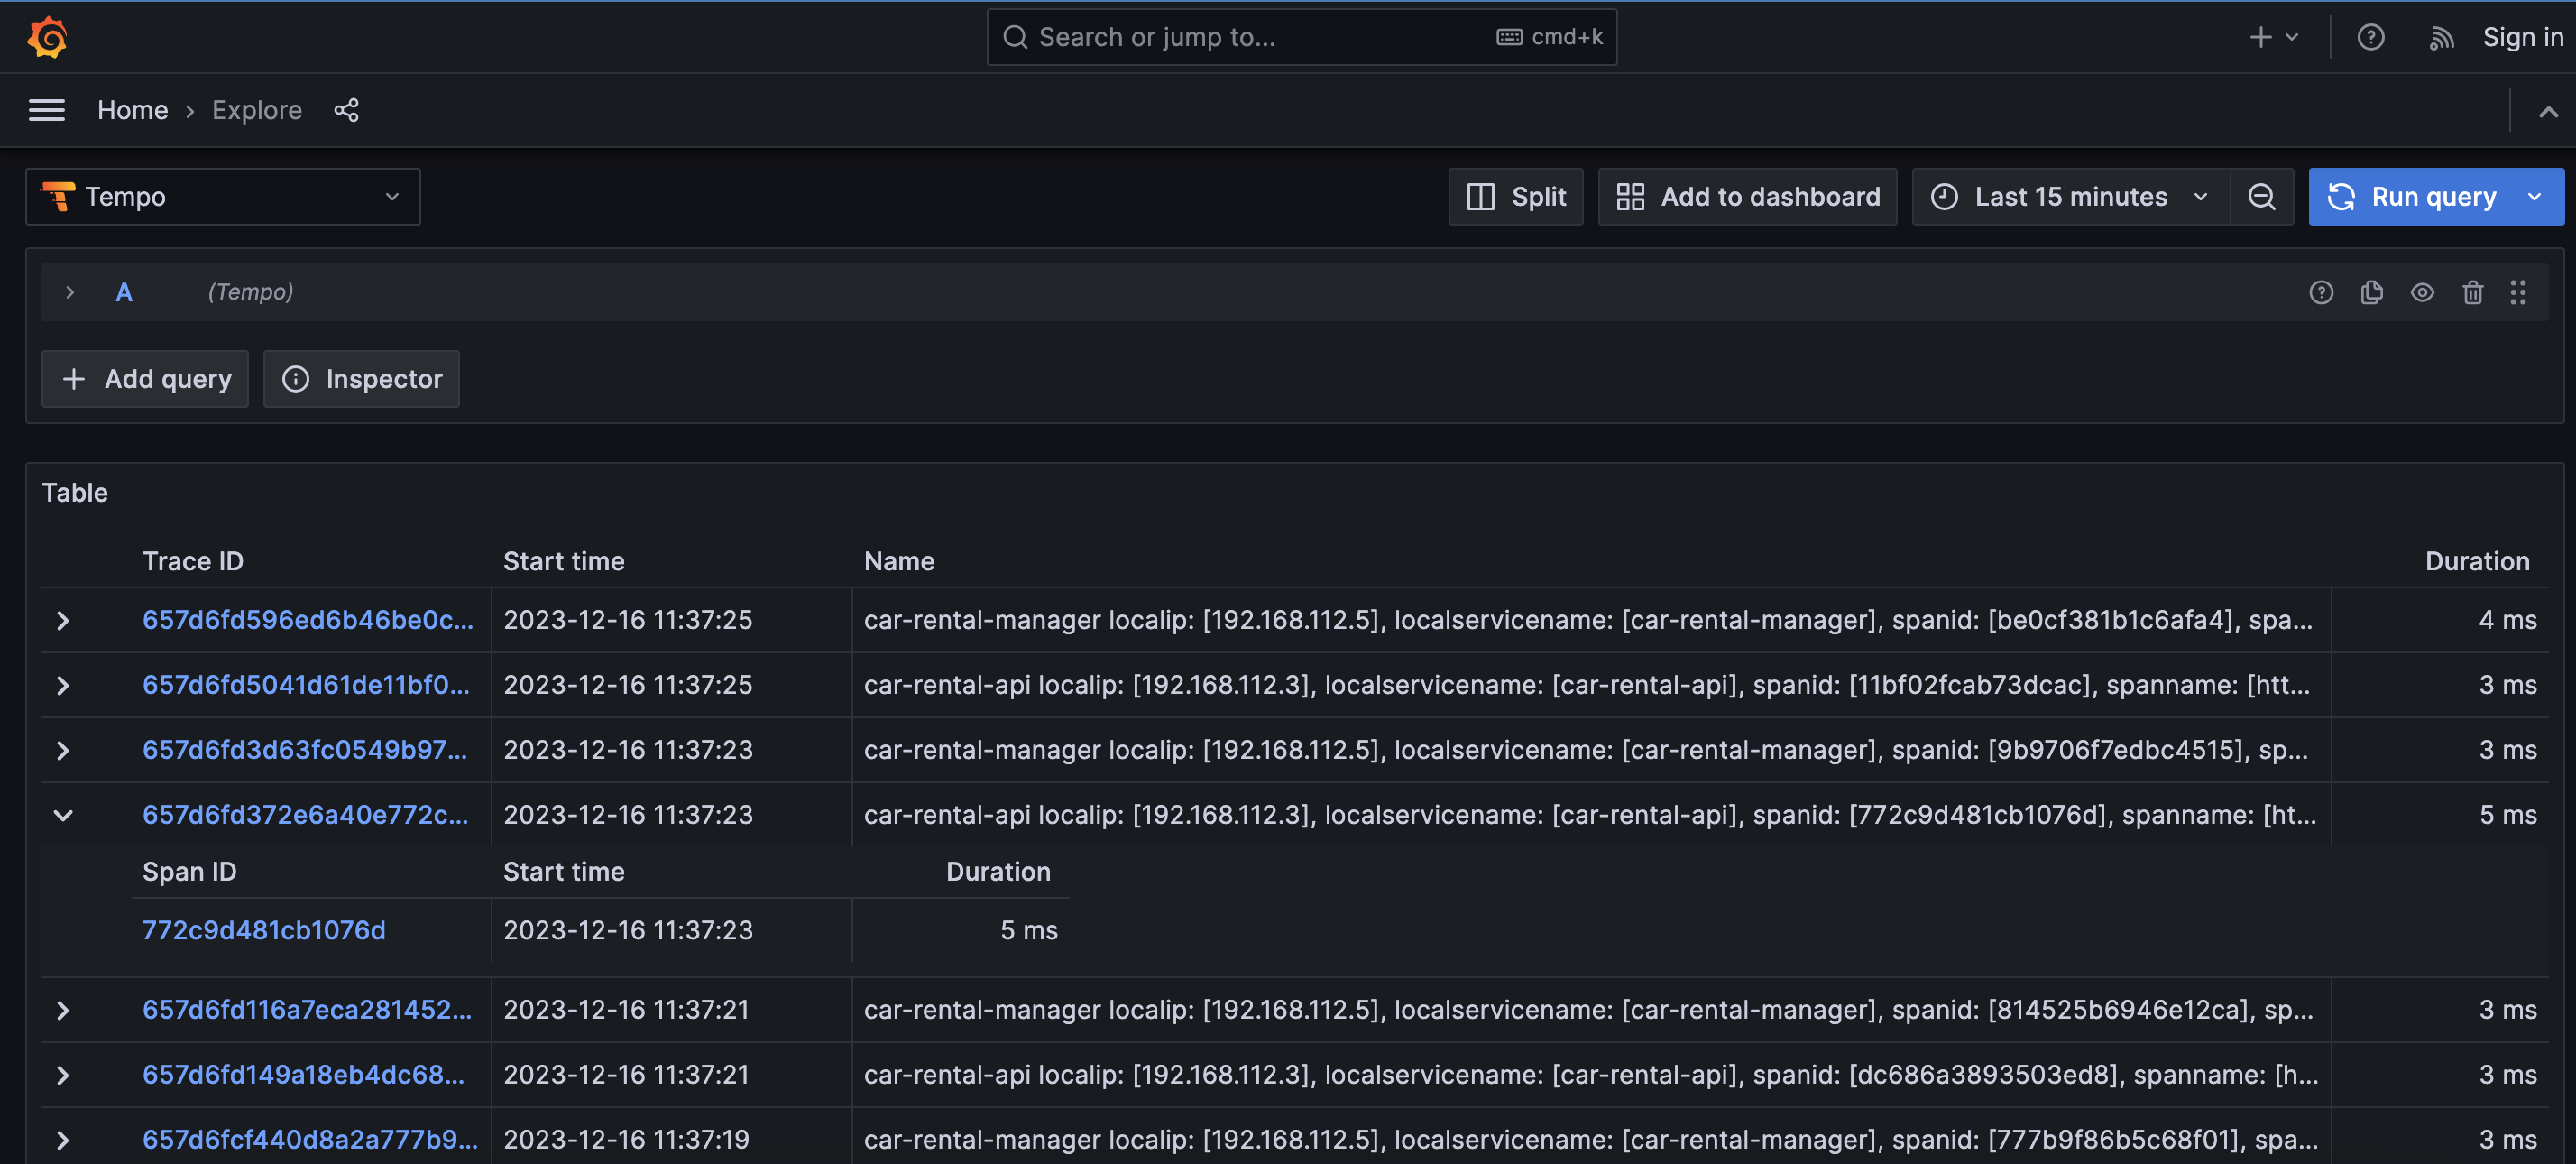 Search or jump to... cmd+k Sign in
Home › Explore
Tempo Split Add to dashboard Last 15 minutes Run query
A (Tempo)
+ Add query Inspector
Table
Trace ID Start time Name Duration
657d6fd596ed6b46be0c... 2023-12-16 11:37:25 car-rental-manager localip: [192.168.112.5], localservicename: [car-rental-manager], spanid: [be0cf381b1c6afa4], spa... 4 ms
657d6fd5041d61de11bf0... 2023-12-16 11:37:25 car-rental-api localip: [192.168.112.3], localservicename: [car-rental-api], spanid: [11bf02fcab73dcac], spanname: [htt... 3 ms
657d6fd3d63fc0549b97... 2023-12-16 11:37:23 car-rental-manager localip: [192.168.112.5], localservicename: [car-rental-manager], spanid: [9b9706f7edbc4515], sp... 3 ms
657d6fd372e6a40e772c... 2023-12-16 11:37:23 car-rental-api localip: [192.168.112.3], localservicename: [car-rental-api], spanid: [772c9d481cb1076d], spanname: [ht... 5 ms
Span ID Start time Duration
772c9d481cb1076d 2023-12-16 11:37:23 5 ms
657d6fd116a7eca281452... 2023-12-16 11:37:21 car-rental-manager localip: [192.168.112.5], localservicename: [car-rental-manager], spanid: [814525b6946e12ca], sp... 3 ms
657d6fd149a18eb4dc68... 2023-12-16 11:37:21 car-rental-api localip: [192.168.112.3], localservicename: [car-rental-api], spanid: [dc686a3893503ed8], spanname: [h... 3 ms
657d6fcf440d8a2a777b9... 2023-12-16 11:37:19 car-rental-manager localip: [192.168.112.5], localservicename: [car-rental-manager], spanid: [777b9f86b5c68f01], spa... 3 ms